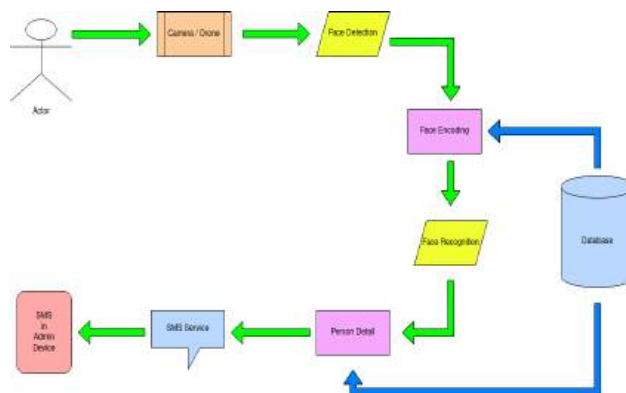 Actor
Camera / Drone
Face Detection
Face Encoding
Face Recognition
Database
Person Detail
SMS Service
SMS
in
Admin
Device